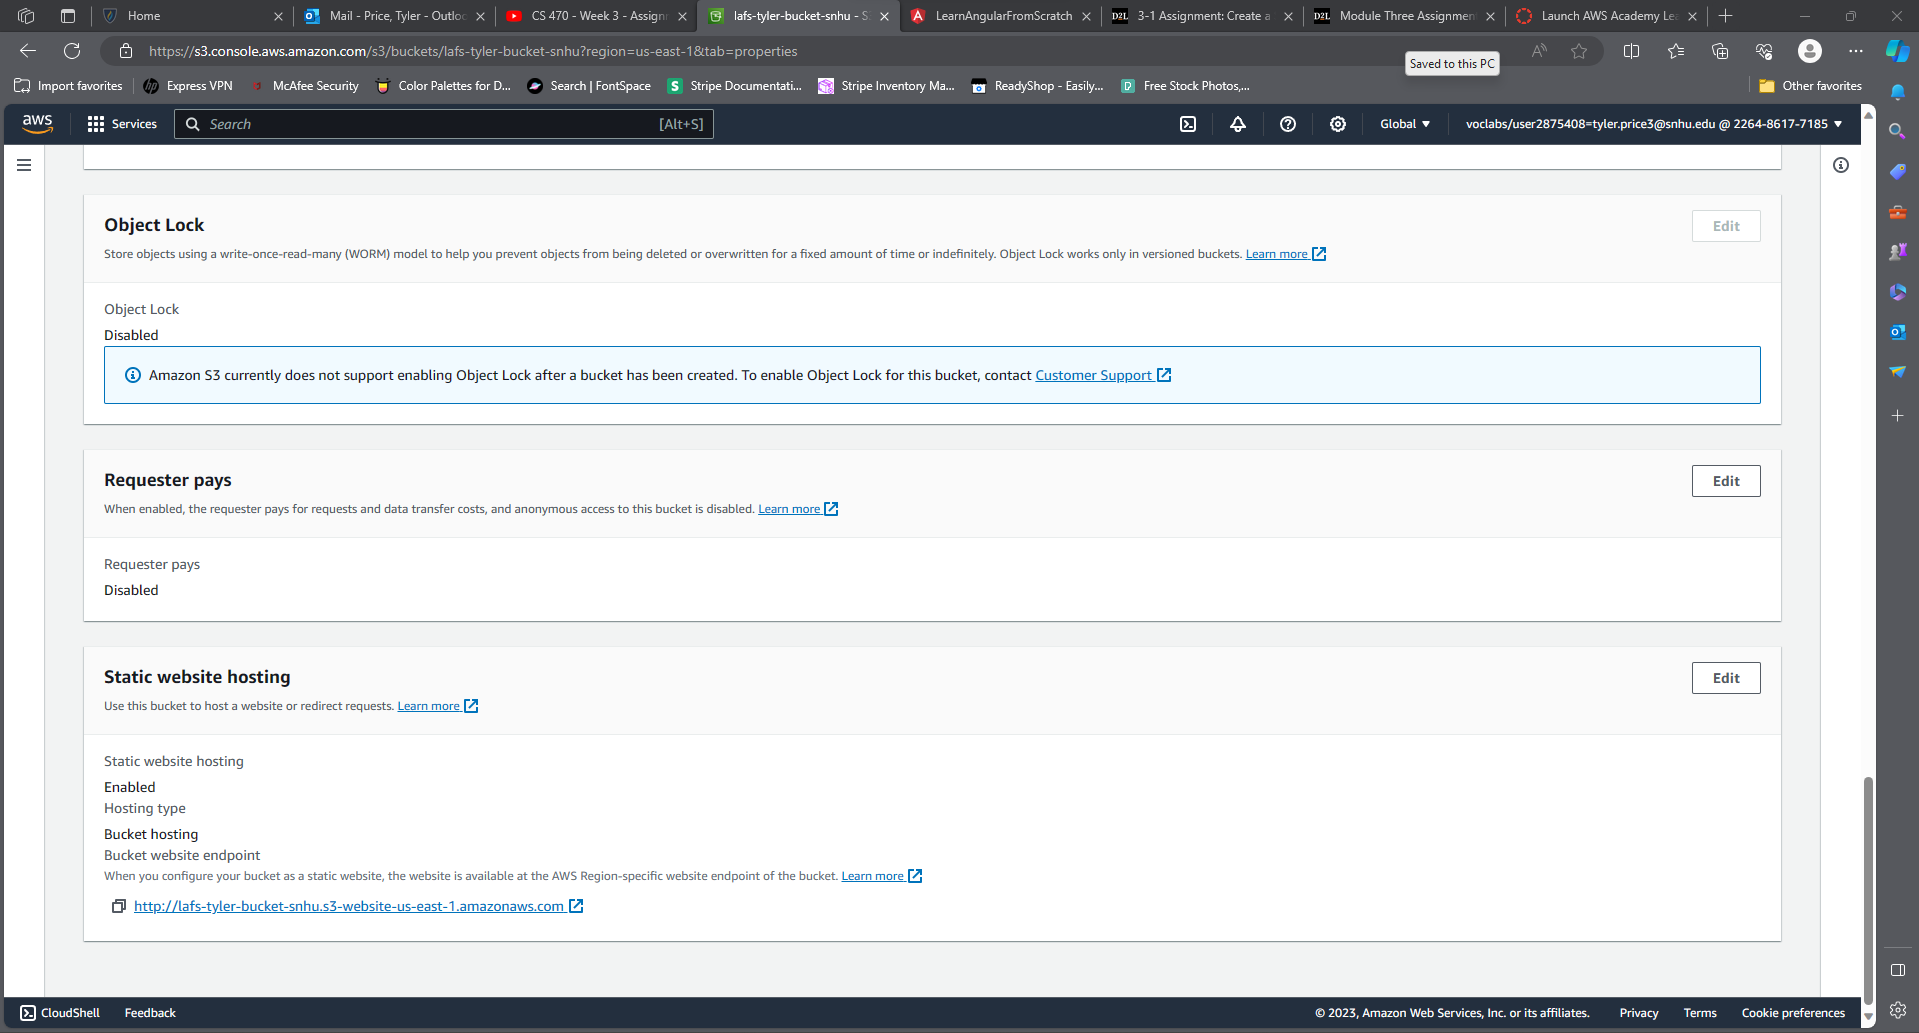 Home
Mail - Price, Tyler - Outloo
CS 470 - Week 3 - Assignm
lafs-tyler-bucket-snhu - S3
LearnAngularFromScratch
D2L 3-1 Assignment: Create a
D2L Module Three Assignment
Launch AWS Academy Lea
https://s3.console.aws.amazon.com/s3/buckets/lafs-tyler-bucket-snhu?region=us-east-1&tab=properties
Saved to this PC
Import favorites
Express VPN
McAfee Security
Color Palettes for D...
Search | FontSpace
Stripe Documentati...
Stripe Inventory Ma...
ReadyShop - Easily...
Free Stock Photos,...
Other favorites
aws
Services
Search
[Alt+S]
Global
voclabs/user2875408=tyler.price3@snhu.edu @ 2264-8617-7185
Object Lock
Edit
Store objects using a write-once-read-many (WORM) model to help you prevent objects from being deleted or overwritten for a fixed amount of time or indefinitely. Object Lock works only in versioned buckets. Learn more
Object Lock
Disabled
Amazon S3 currently does not support enabling Object Lock after a bucket has been created. To enable Object Lock for this bucket, contact Customer Support
Requester pays
Edit
When enabled, the requester pays for requests and data transfer costs, and anonymous access to this bucket is disabled. Learn more
Requester pays
Disabled
Static website hosting
Edit
Use this bucket to host a website or redirect requests. Learn more
Static website hosting
Enabled
Hosting type
Bucket hosting
Bucket website endpoint
When you configure your bucket as a static website, the website is available at the AWS Region-specific website endpoint of the bucket. Learn more
http://lafs-tyler-bucket-snhu.s3-website-us-east-1.amazonaws.com
CloudShell
Feedback
© 2023, Amazon Web Services, Inc. or its affiliates.
Privacy
Terms
Cookie preferences